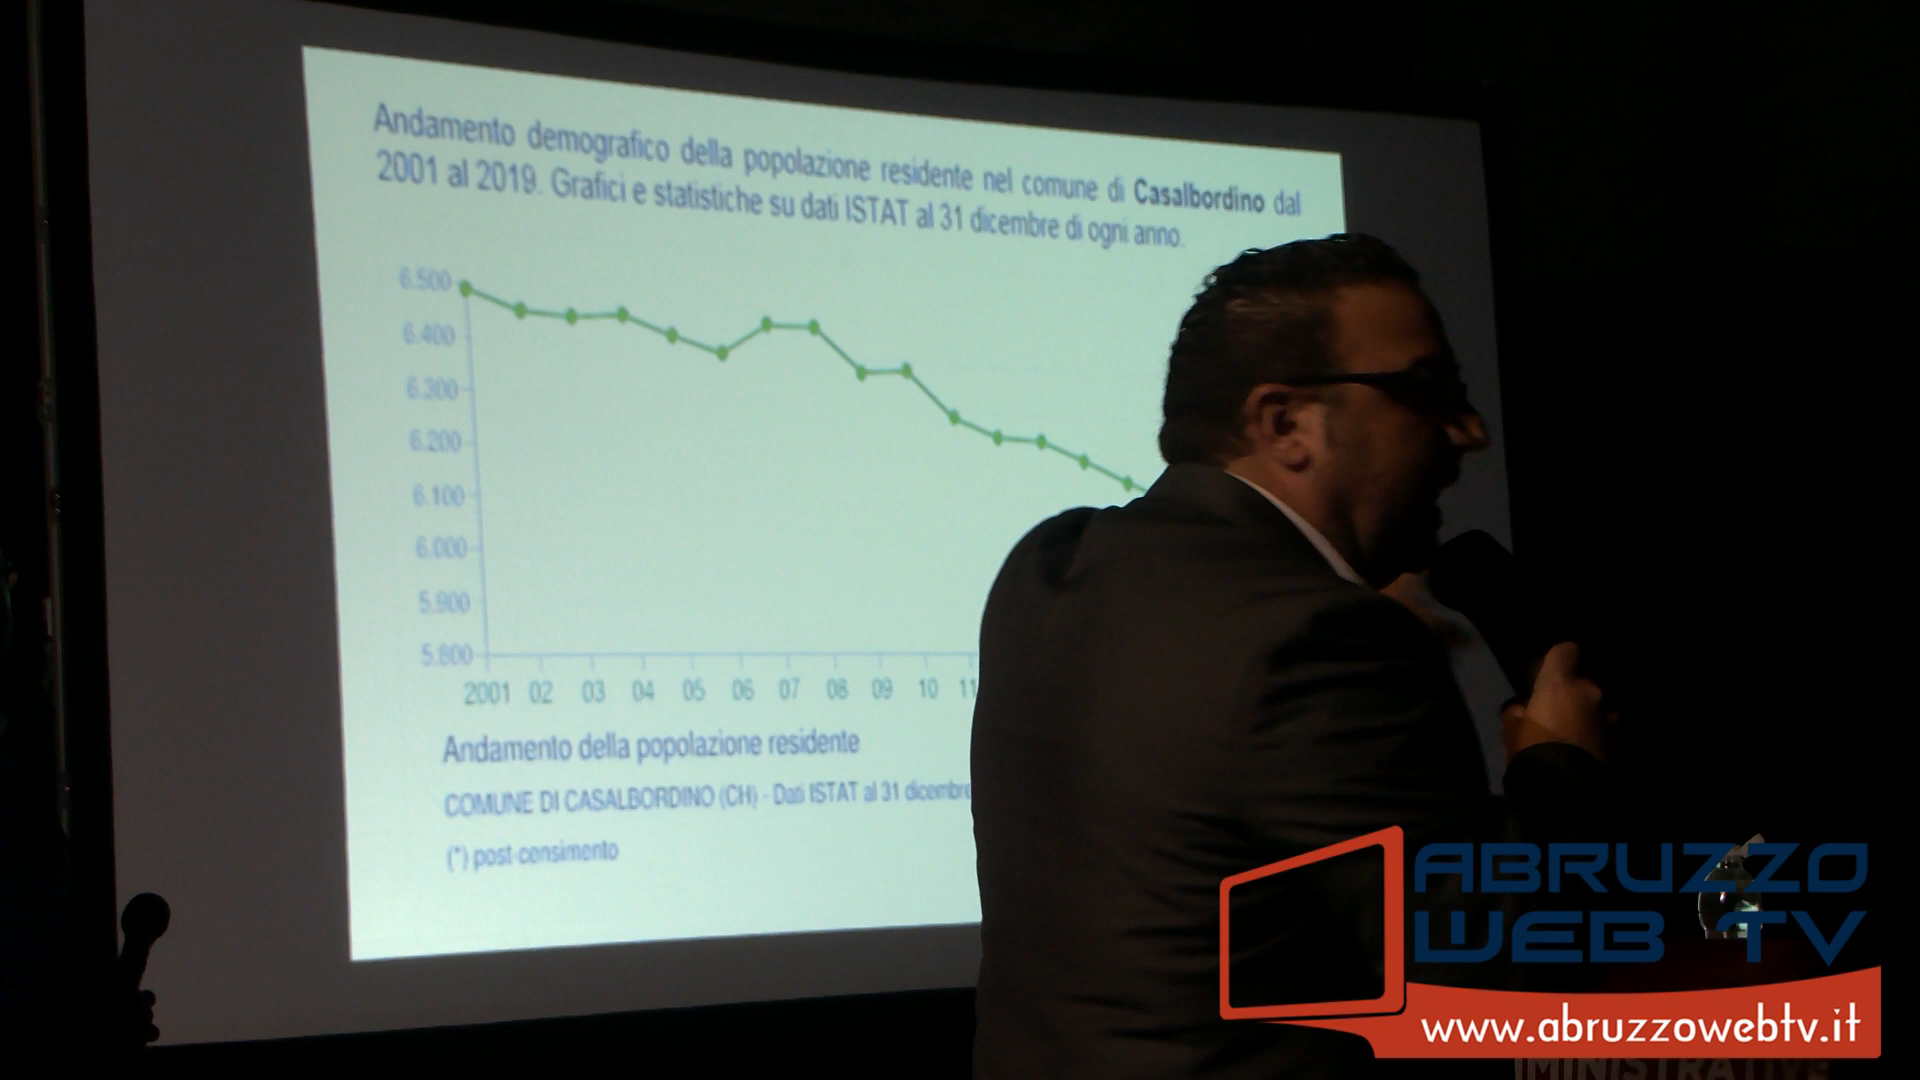 Andamento demografico della popolazione residente nel comune di Casalbordino dal
2001 al 2019. Grafici e statistiche su dati ISTAT al 31 dicembre di ogni anno.
6.500
6.400
6.300
6.200
6.100
6.000
5.900
5.800
2001 02 03 04 05 06 07 08 09 10 11
Andamento della popolazione residente
COMUNE DI CASALBORDINO (CH) - Dati ISTAT al 31 dicembre
(*) post-censimento
ABRUZZO
WEB TV
www.abruzzowebtv.it